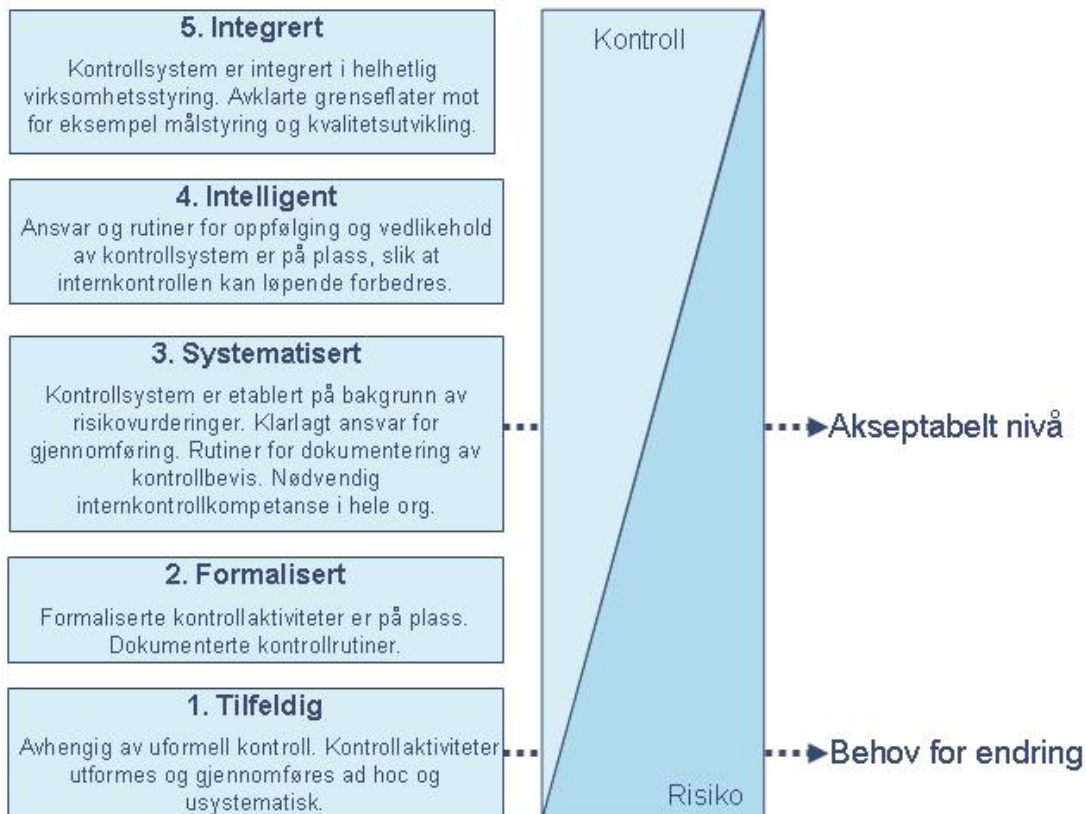 5. Integrert
Kontrollsystem er integrert i helhetlig
virksomhetsstyring. Avklarte grenseflater mot
for eksempel målstyring og kvalitetsutvikling.
4. Intelligent
Ansvar og rutiner for oppfølging og vedlikehold
av kontrollsystem er på plass, slik at
internkontrollen kan løpende forbedres.
3. Systematisert
Kontrollsystem er etablert på bakgrunn av
risikovurderinger. Klarlagt ansvar for
gjennomføring. Rutiner for dokumentering av
kontrollbevis. Nødvendig
internkontrollkompetanse i hele org.
2. Formalisert
Formaliserte kontrollaktiviteter er på plass.
Dokumenterte kontrollrutiner.
1. Tilfeldig
Avhengig av uformell kontroll. Kontrollaktiviteter
utformes og gjennomføres ad hoc og
usystematisk.
Kontroll
Risiko
Akseptabelt nivå
Behov for endring